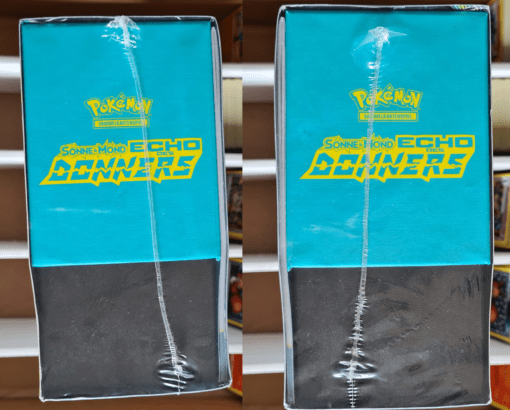 Pokémon
SAMMELKARTENSPIEL
SONNE & MOND ECHO
DES
DONNERS
Pokémon
SAMMELKARTENSPIEL
SONNE & MOND ECHO
DES
DONNERS